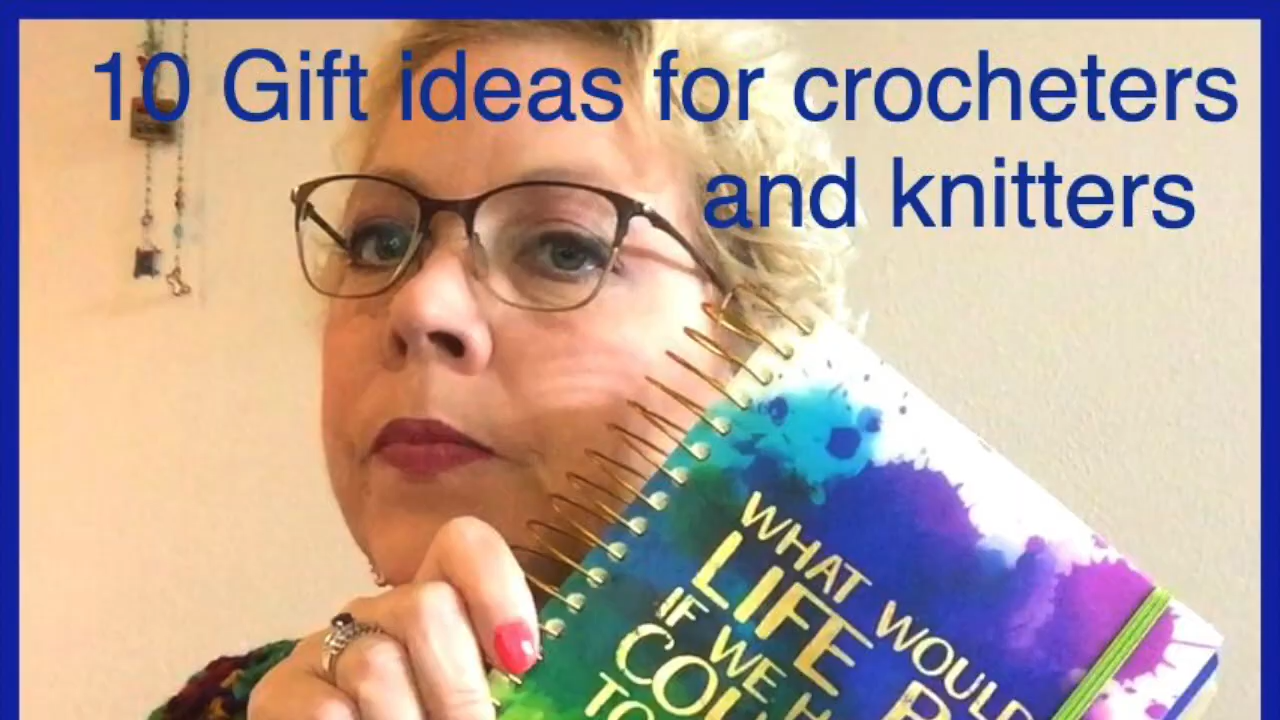 10 Gift ideas for crocheters
and knitters
WHAT WOULD
LIFE
IF WE